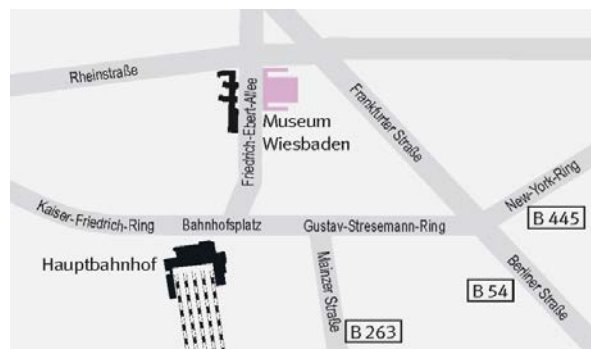 Rheinstraße
Frankfurter Straße
Friedrich-Ebert-Allee
Museum
Wiesbaden
New-York-Ring
B 445
Kaiser-Friedrich-Ring
Bahnhofsplatz
Gustav-Stresemann-Ring
Hauptbahnhof
Mainzer Straße
Berliner Straße
B 54
B 263